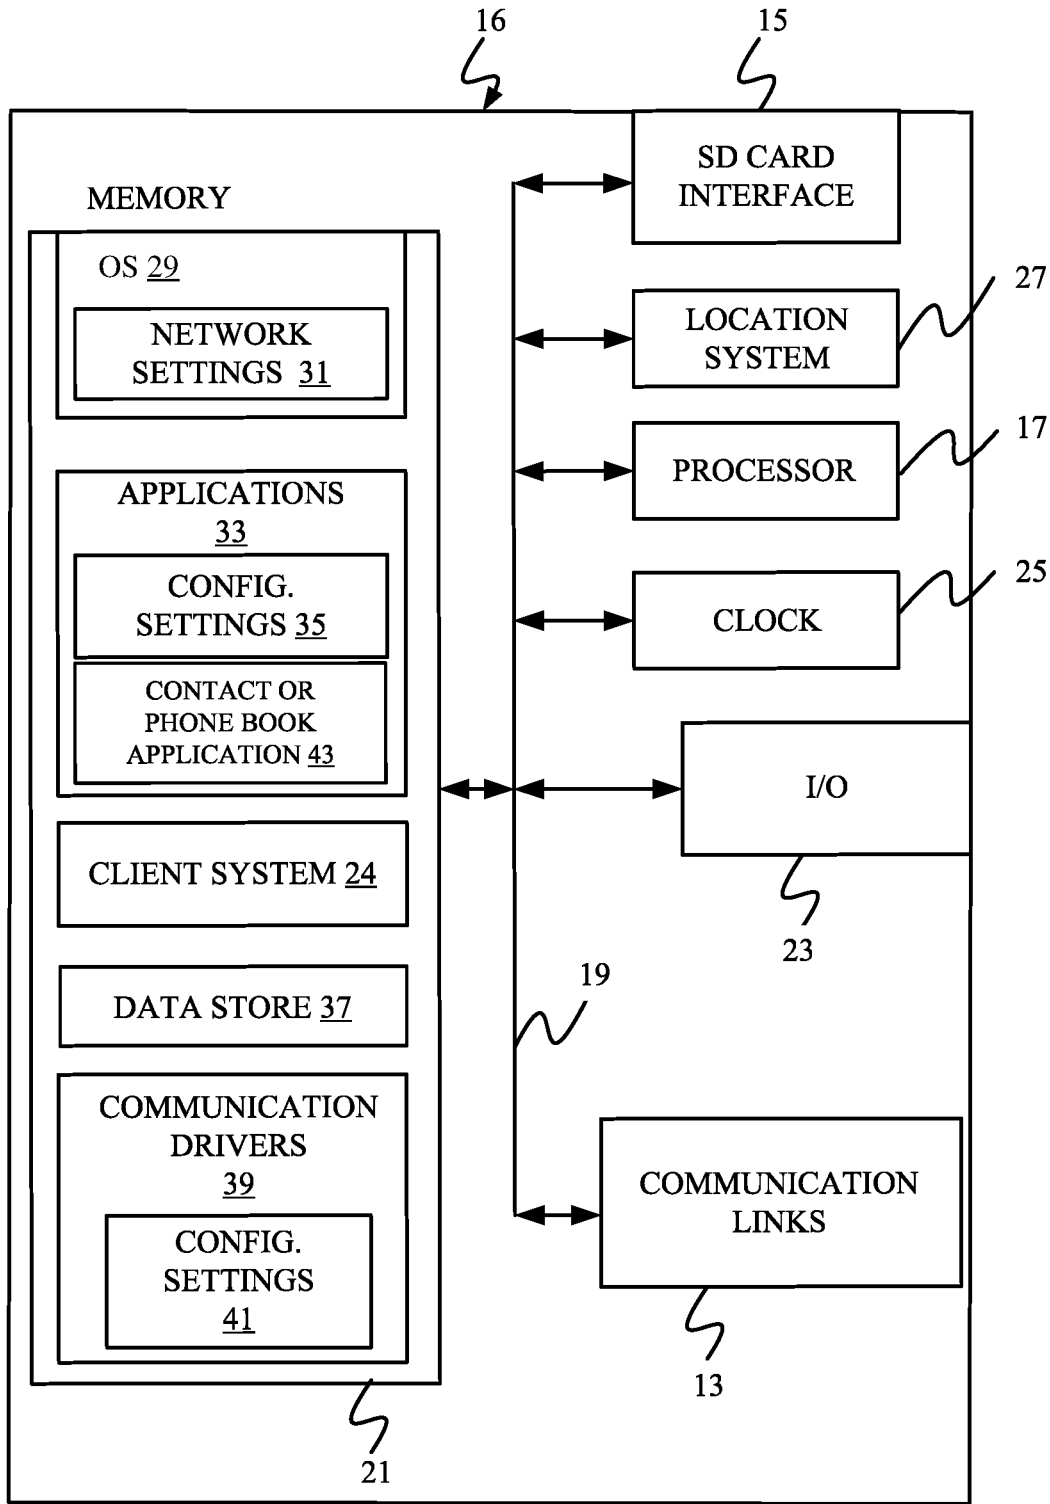 16
15
SD CARD
INTERFACE
MEMORY
OS 29
NETWORK
SETTINGS 31
27
LOCATION
SYSTEM
17
PROCESSOR
APPLICATIONS
33
CONFIG.
SETTINGS 35
CONTACT OR
PHONE BOOK
APPLICATION 43
25
CLOCK
I/O
23
CLIENT SYSTEM 24
DATA STORE 37
19
COMMUNICATION
DRIVERS
39
CONFIG.
SETTINGS
41
COMMUNICATION
LINKS
13
21